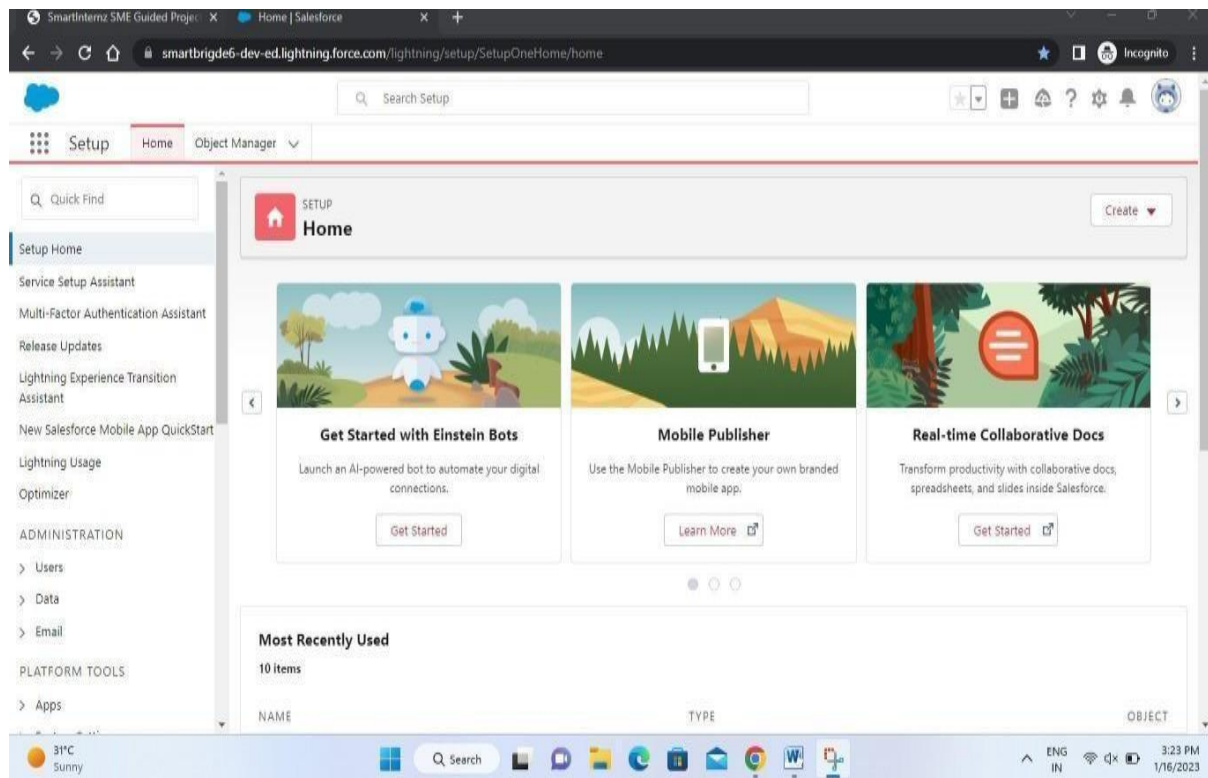 SmartInternz SME Guided Projec
Home | Salesforce
smartbrigde6-dev-ed.lightning.force.com/lightning/setup/SetupOneHome/home
Incognito
Search Setup
Setup
Home
Object Manager
Quick Find
Setup Home
Service Setup Assistant
Multi-Factor Authentication Assistant
Release Updates
Lightning Experience Transition
Assistant
New Salesforce Mobile App QuickStart
Lightning Usage
Optimizer
ADMINISTRATION
Users
Data
Email
PLATFORM TOOLS
Apps
SETUP
Home
Create
Get Started with Einstein Bots
Launch an AI-powered bot to automate your digital
connections.
Get Started
Mobile Publisher
Use the Mobile Publisher to create your own branded
mobile app.
Learn More
Real-time Collaborative Docs
Transform productivity with collaborative docs,
spreadsheets, and slides inside Salesforce.
Get Started
Most Recently Used
10 items
NAME
TYPE
OBJECT
31°C
Sunny
Search
ENG
IN
3:23 PM
1/16/2023